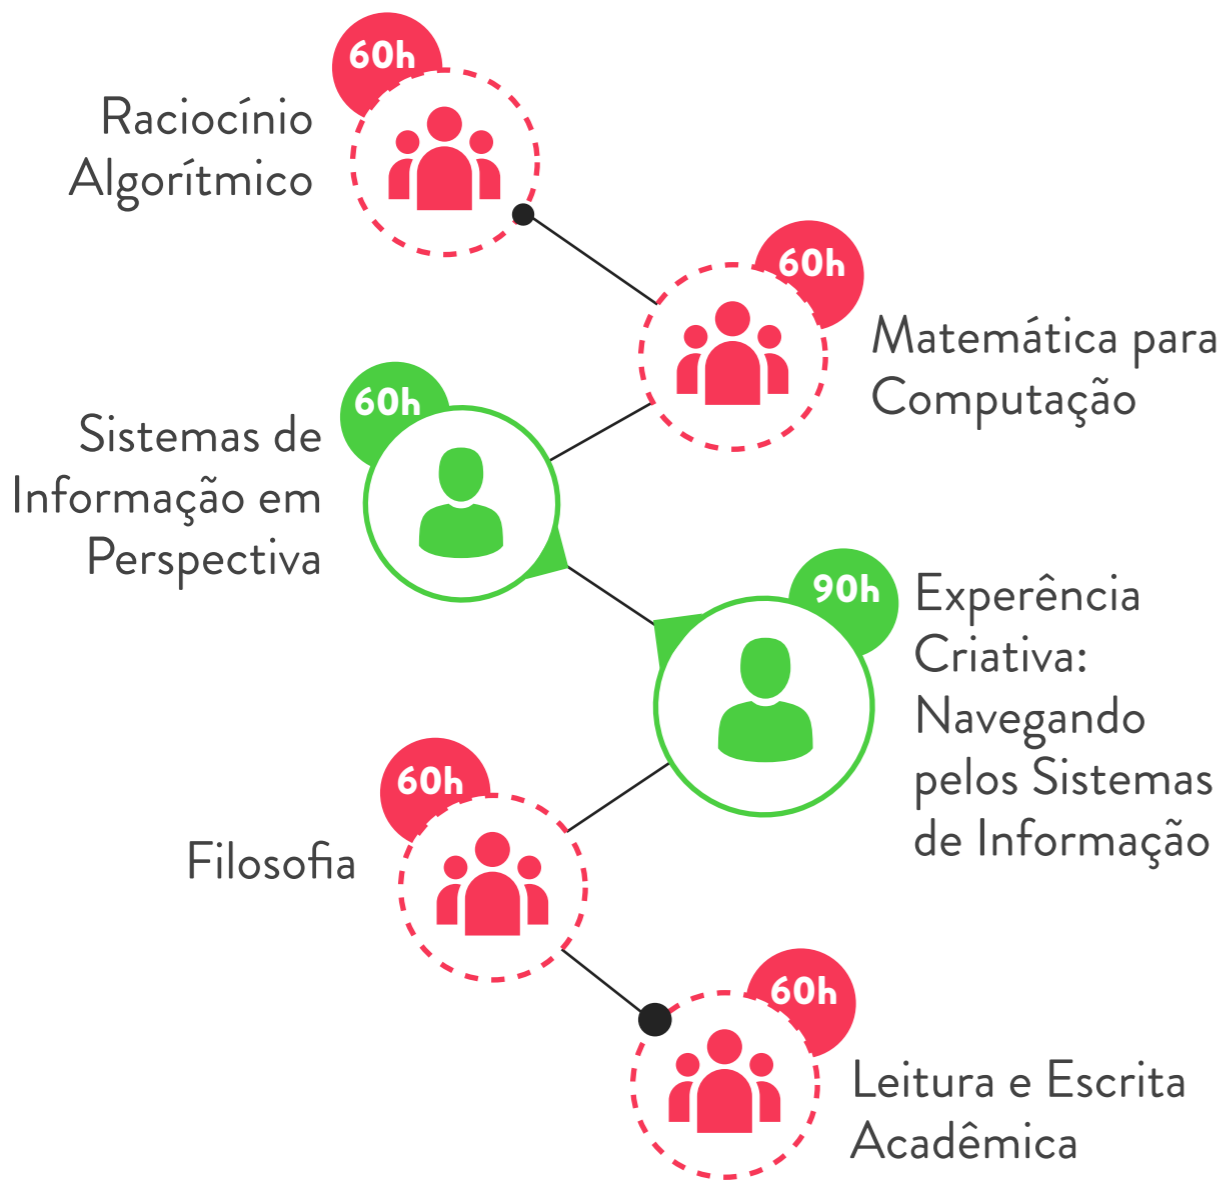 60h
Raciocínio
Algorítmico
60h
Matemática para
Computação
60h
Sistemas de
Informação em
Perspectiva
90h
Experência
Criativa:
Navegando
pelos Sistemas
de Informação
60h
Filosofia
60h
Leitura e Escrita
Acadêmica